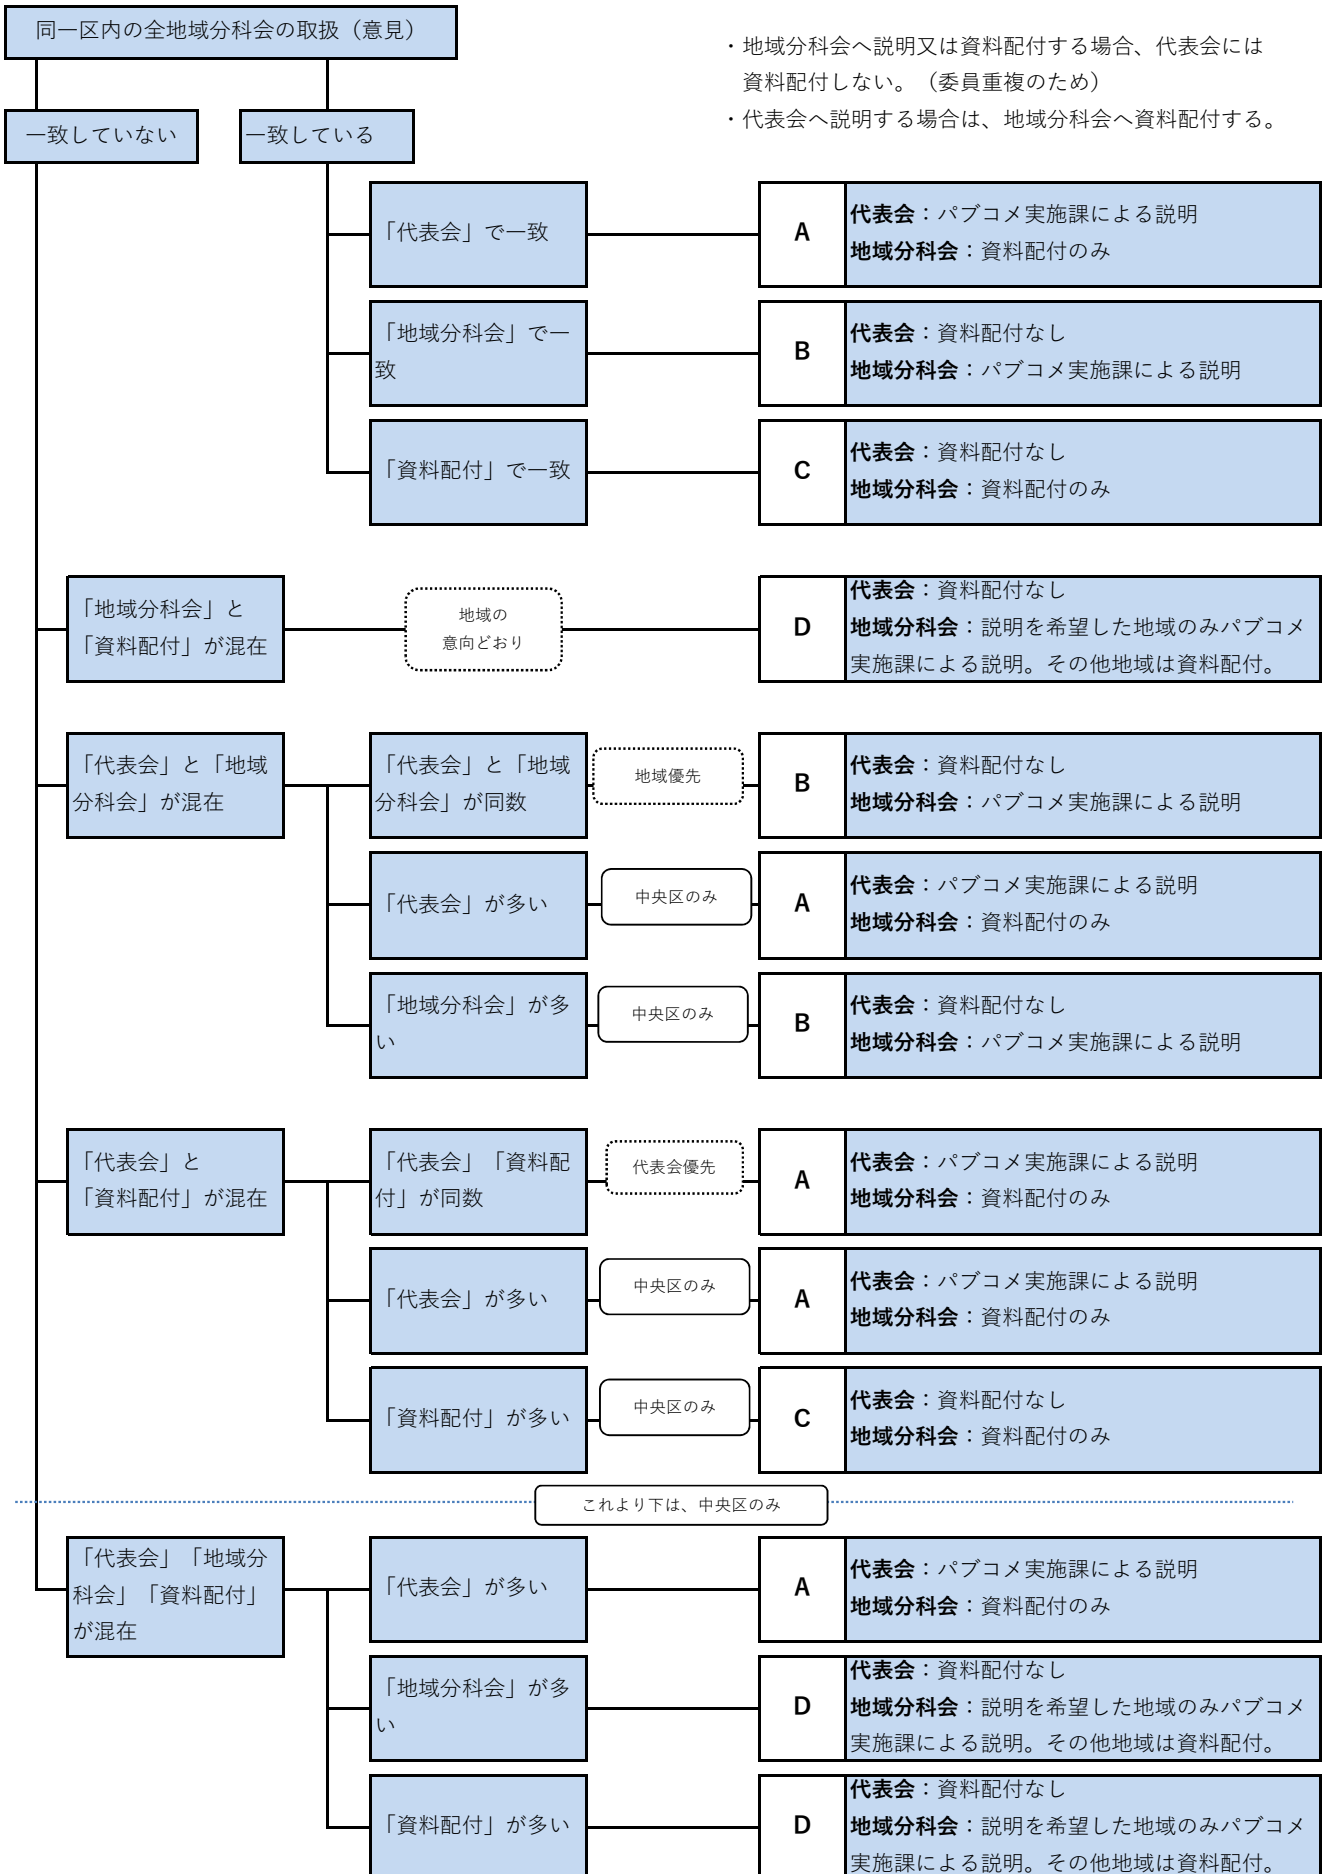 同一区内の全地域分科会の取扱（意見）
・地域分科会へ説明又は資料配付する場合、代表会には
資料配付しない。（委員重複のため）
・代表会へ説明する場合は、地域分科会へ資料配付する。
一致していない
一致している
「代表会」で一致
A
代表会：パブコメ実施課による説明
地域分科会：資料配付のみ
「地域分科会」で一
致
B
代表会：資料配付なし
地域分科会：パブコメ実施課による説明
「資料配付」で一致
C
代表会：資料配付なし
地域分科会：資料配付のみ
「地域分科会」と
「資料配付」が混在
地域の
意向どおり
D
代表会：資料配付なし
地域分科会：説明を希望した地域のみパブコメ
実施課による説明。その他地域は資料配付。
「代表会」と「地域
分科会」が混在
「代表会」と「地域
分科会」が同数
地域優先
B
代表会：資料配付なし
地域分科会：パブコメ実施課による説明
「代表会」が多い
中央区のみ
A
代表会：パブコメ実施課による説明
地域分科会：資料配付のみ
「地域分科会」が多
い
中央区のみ
B
代表会：資料配付なし
地域分科会：パブコメ実施課による説明
「代表会」と
「資料配付」が混在
「代表会」「資料配
付」が同数
代表会優先
A
代表会：パブコメ実施課による説明
地域分科会：資料配付のみ
「代表会」が多い
中央区のみ
A
代表会：パブコメ実施課による説明
地域分科会：資料配付のみ
「資料配付」が多い
中央区のみ
C
代表会：資料配付なし
地域分科会：資料配付のみ
これより下は、中央区のみ
「代表会」「地域分
科会」「資料配付」
が混在
「代表会」が多い
A
代表会：パブコメ実施課による説明
地域分科会：資料配付のみ
「地域分科会」が多
い
D
代表会：資料配付なし
地域分科会：説明を希望した地域のみパブコメ
実施課による説明。その他地域は資料配付。
「資料配付」が多い
D
代表会：資料配付なし
地域分科会：説明を希望した地域のみパブコメ
実施課による説明。その他地域は資料配付。